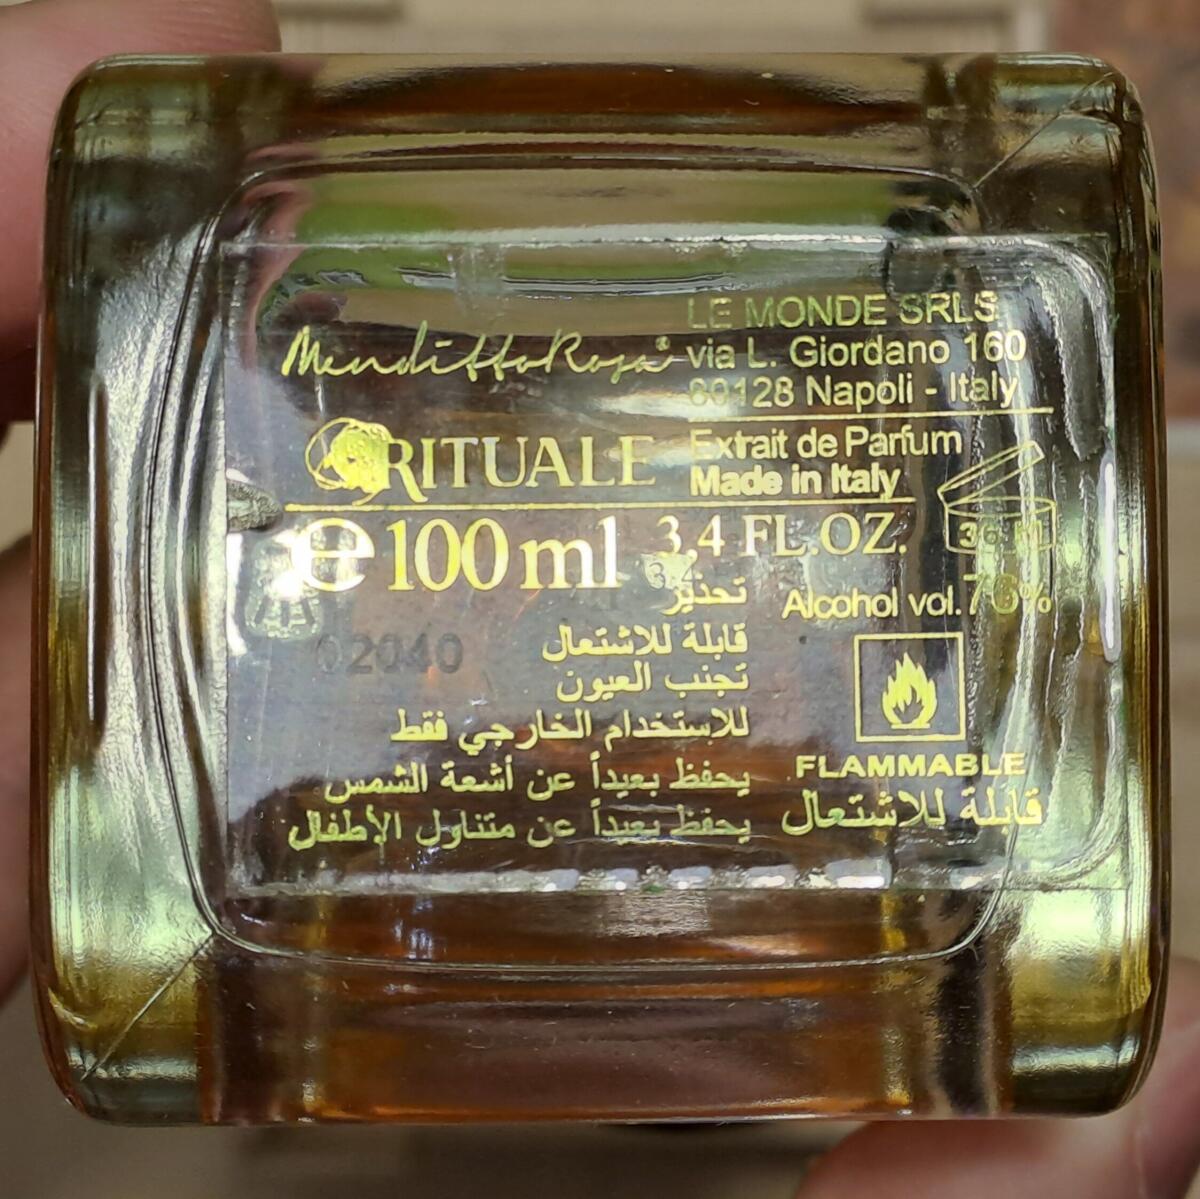 MendittoRosa®
LE MONDE SRLS
via L. Giordano 160
80128 Napoli - Italy
RITUALE
Extrait de Parfum
Made in Italy
e 100 ml 3,4 FL.OZ.
36 M
Alcohol vol.
تحذير
قابلة للاشتعال
تجنب العيون
للاستخدام الخارجي فقط
يحفظ بعيداً عن أشعة الشمس
يحفظ بعيداً عن متناول الأطفال
FLAMMABLE
قابلة للاشتعال
02040